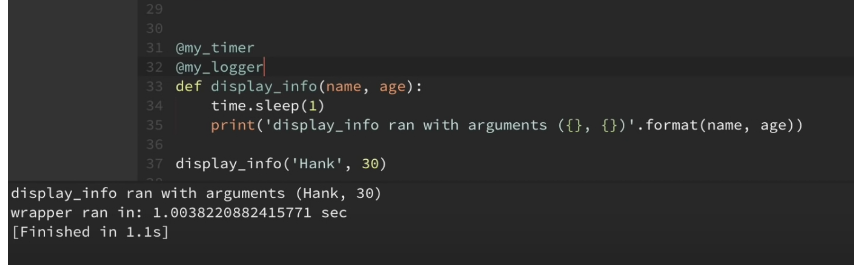 29
30
31 @my_timer
32 @my_logger
33 def display_info(name, age):
34     time.sleep(1)
35     print('display_info ran with arguments ({}, {})'.format(name, age))
36
37 display_info('Hank', 30)
display_info ran with arguments (Hank, 30)
wrapper ran in: 1.0038220882415771 sec
[Finished in 1.1s]